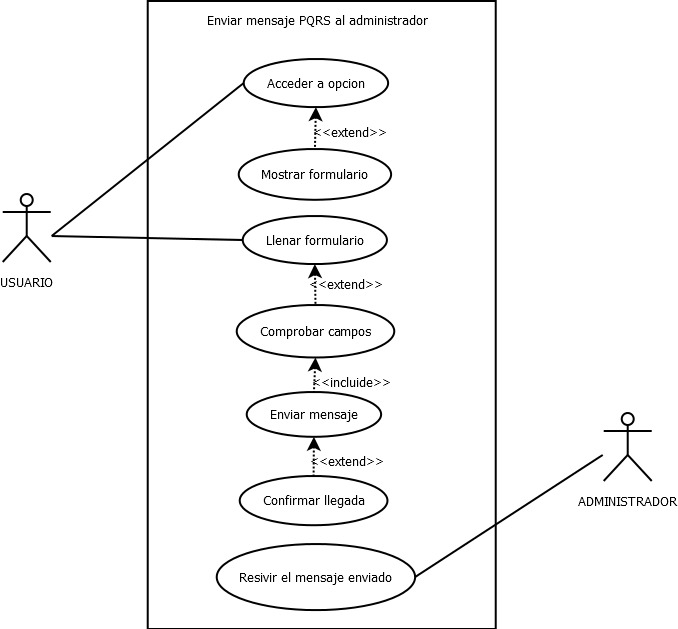 Enviar mensaje PQRS al administrador
Acceder a opcion
<<extend>>
Mostrar formulario
Llenar formulario
USUARIO
<<extend>>
Comprobar campos
<<incluide>>
Enviar mensaje
<<extend>>
Confirmar llegada
ADMINISTRADOR
Resivir el mensaje enviado